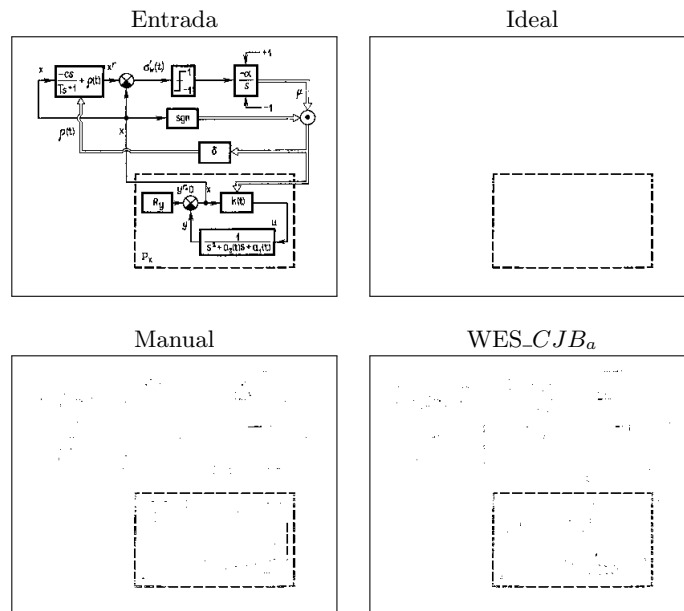 Entrada
Ideal
x
-cs
Ts+1
+ρ(t)
x^r
σ'_w(t)
1
-1
+1
-α
s
-1
μ
ρ(t)
x
sgn
δ
R_y
y^r=0
x
k(t)
y
u
1
s²+a₂(t)s+a₁(t)
P_x
Manual
WES_CJB_a